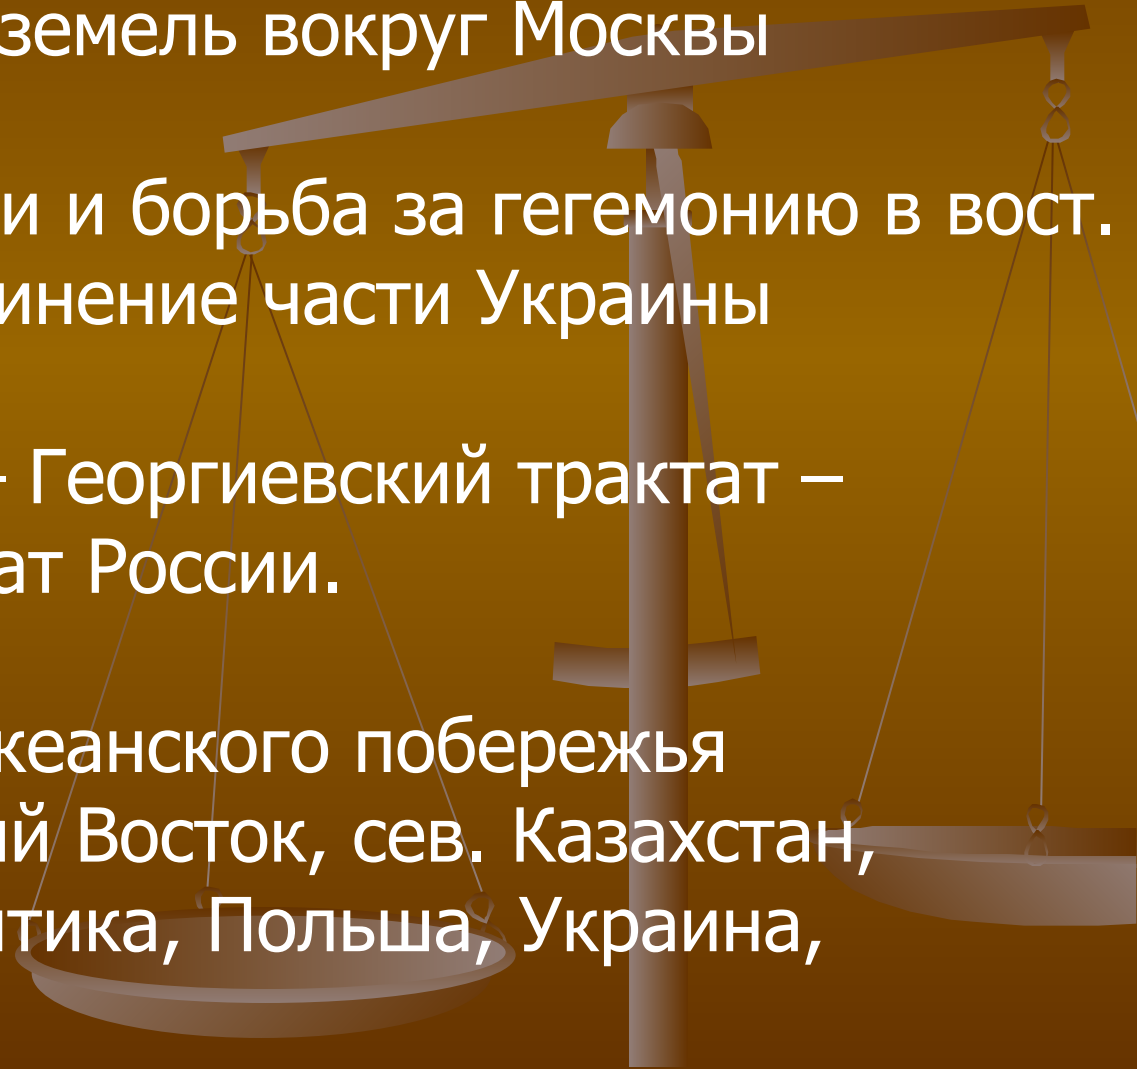 земель вокруг Москвы
и и борьба за гегемонию в вост.
инение части Украины
– Георгиевский трактат –
ат России.
кеанского побережья
ий Восток, сев. Казахстан,
лтика, Польша, Украина,